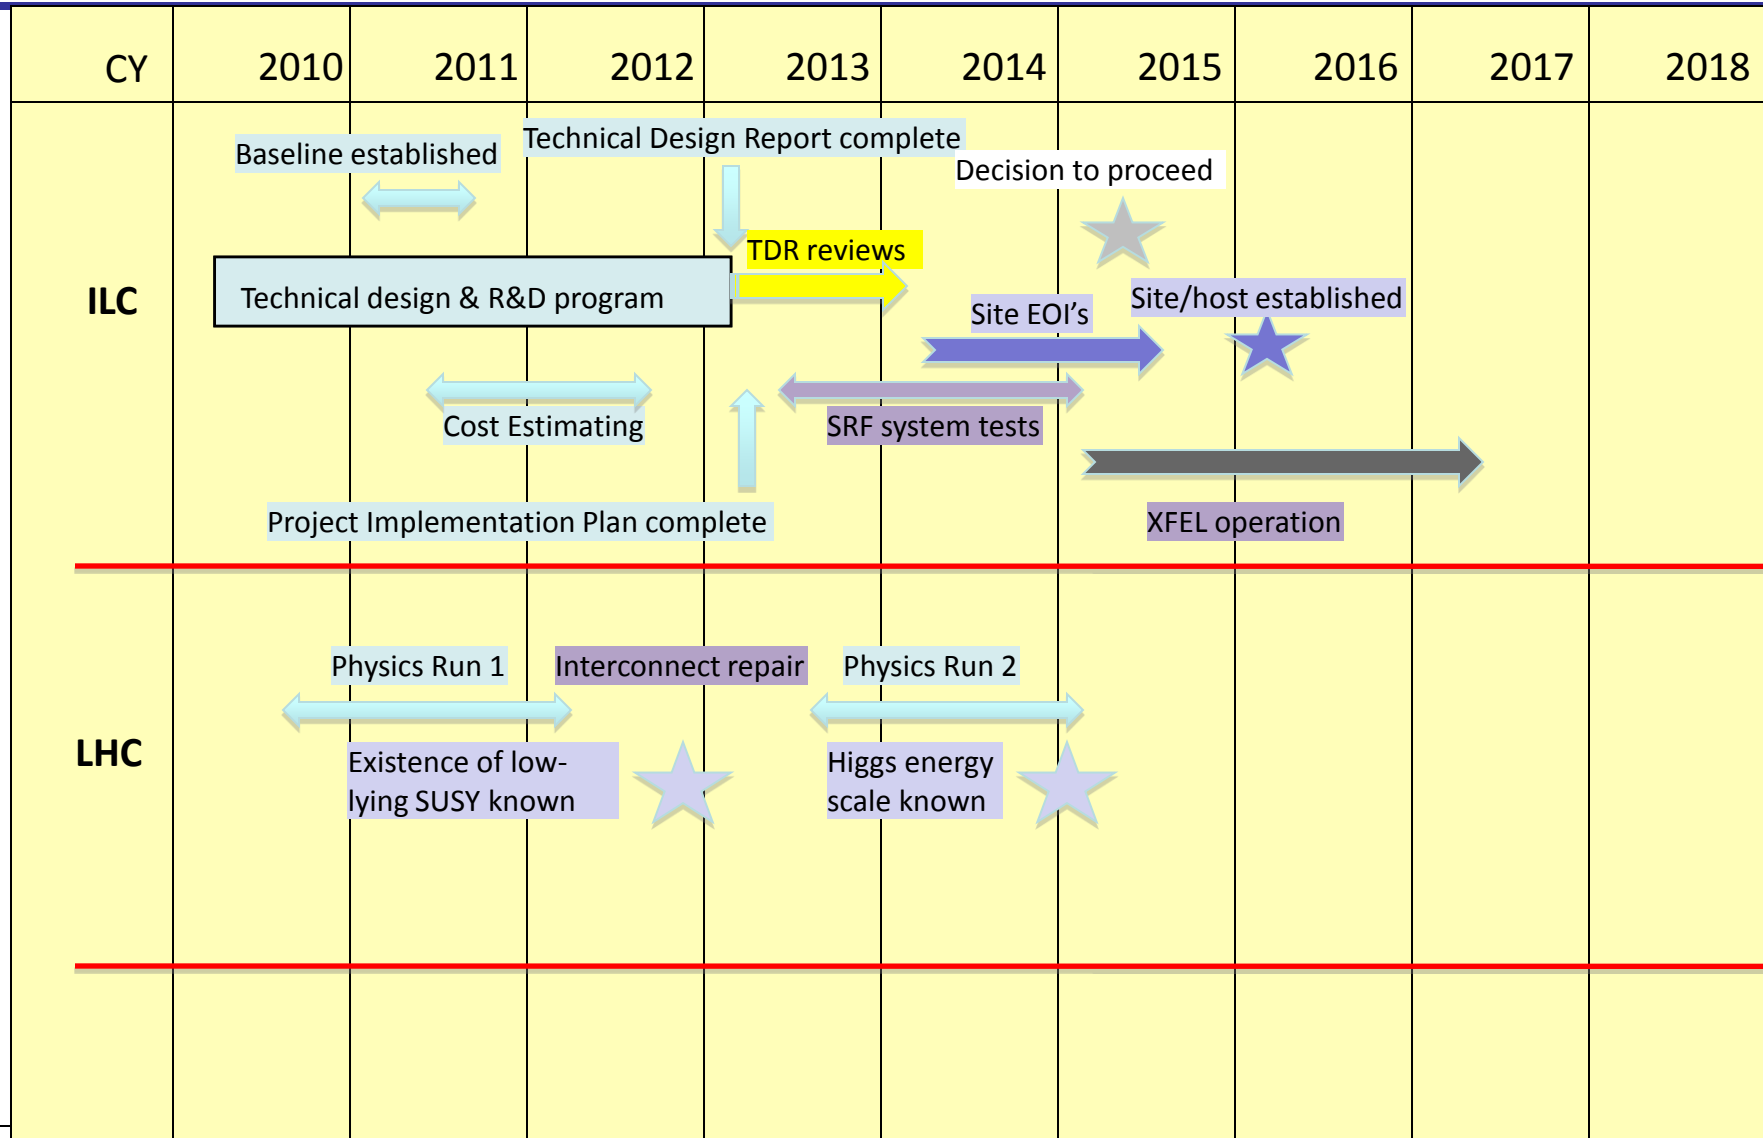 CY 2010 2011 2012 2013 2014 2015 2016 2017 2018
Technical Design Report complete
Baseline established
Decision to proceed
TDR reviews
ILC
Technical design & R&D program
Site EOI's
Site/host established
Cost Estimating
SRF system tests
Project Implementation Plan complete
XFEL operation
Physics Run 1
Interconnect repair
Physics Run 2
LHC
Existence of low-
lying SUSY known
Higgs energy
scale known